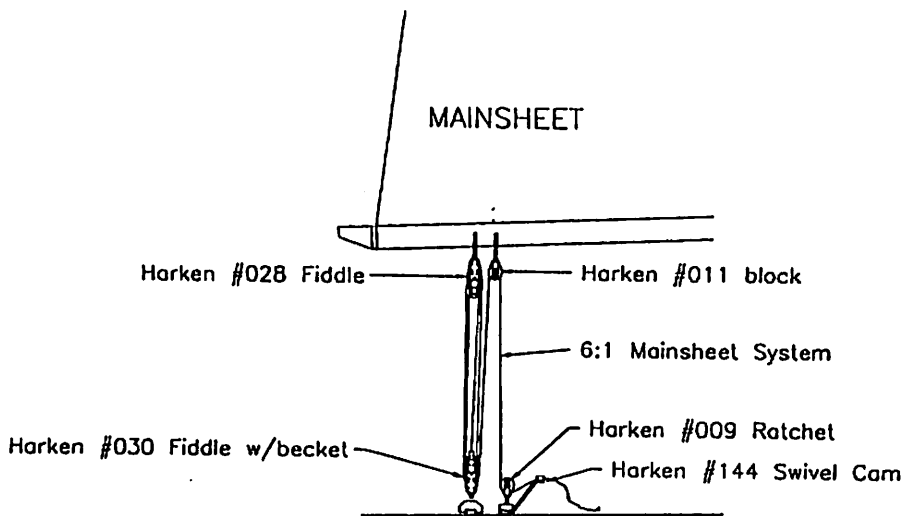 MAINSHEET
Harken #028 Fiddle
Harken #011 block
6:1 Mainsheet System
Harken #009 Ratchet
Harken #030 Fiddle w/becket
Harken #144 Swivel Cam